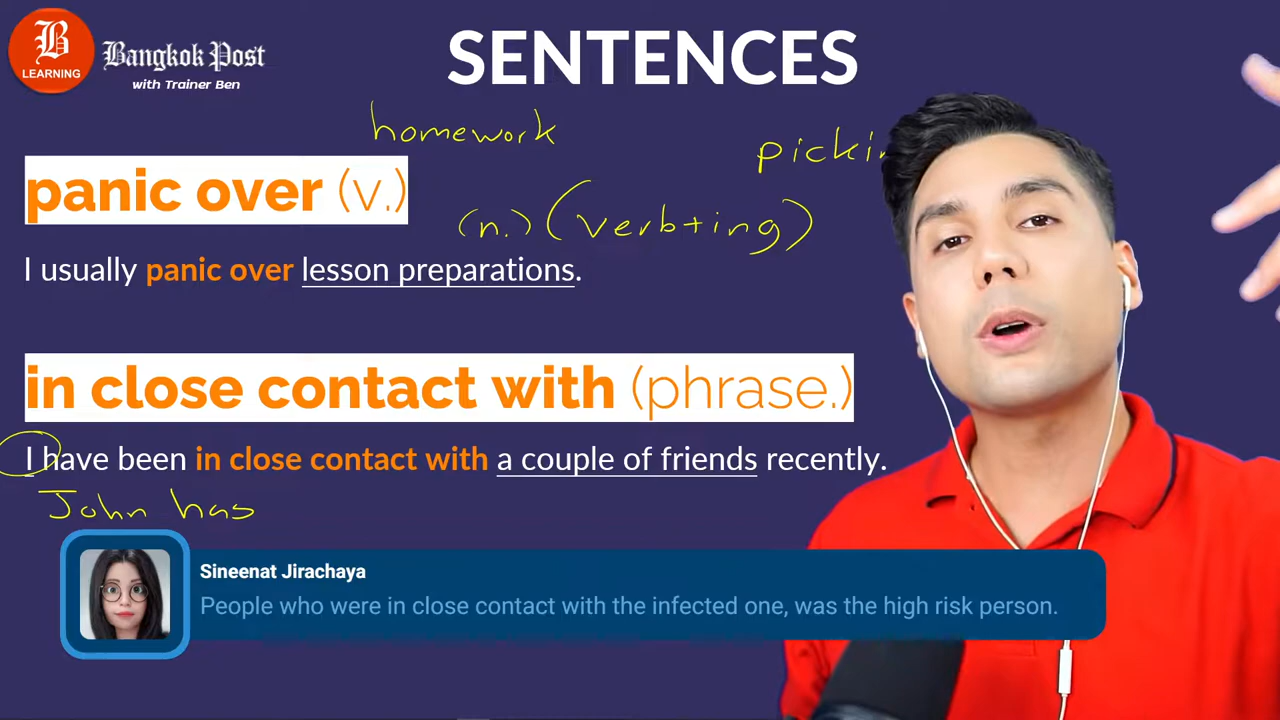 SENTENCES
B
LEARNING
Bangkok Post
with Trainer Ben
homework
panic over (v.)
(n.) (verb+ing)
I usually panic over lesson preparations.
in close contact with (phrase.)
I have been in close contact with a couple of friends recently.
John has
Sineenat Jirachaya
People who were in close contact with the infected one, was the high risk person.